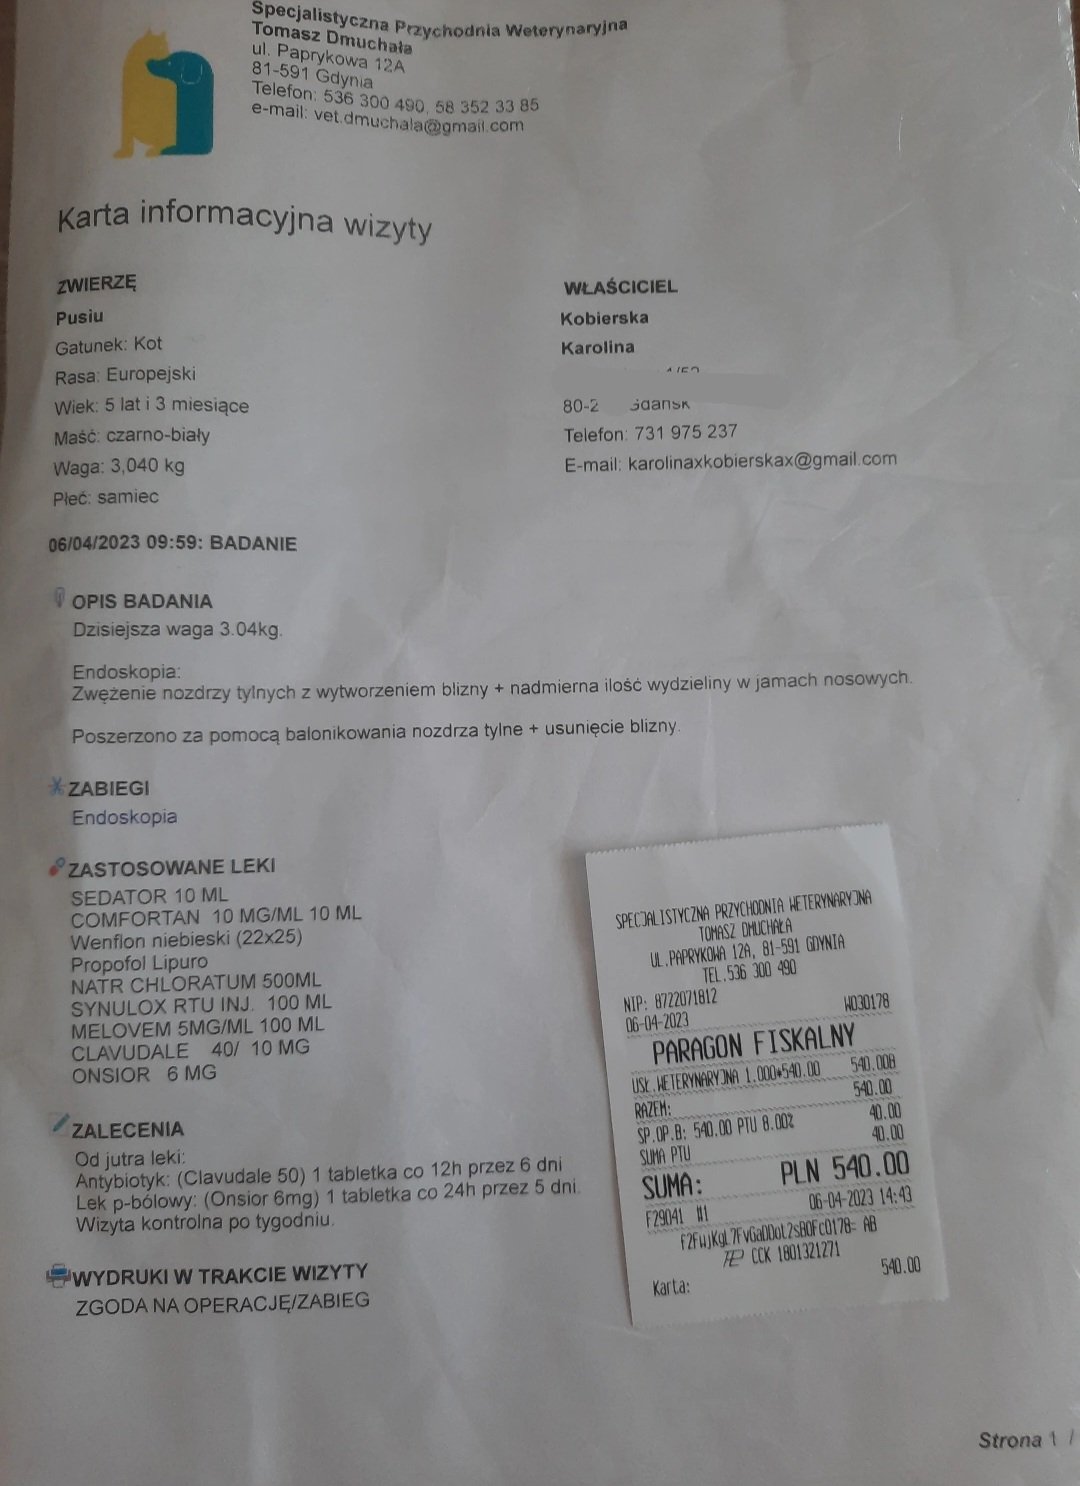 Specjalistyczna Przychodnia Weterynaryjna
Tomasz Dmuchała
ul. Paprykowa 12A
81-591 Gdynia
Telefon: 536 300 490, 58 352 33 85
e-mail: vet.dmuchala@gmail.com
Karta informacyjna wizyty
ZWIERZĘ
Pusiu
Gatunek: Kot
Rasa: Europejski
Wiek: 5 lat i 3 miesiące
Maść: czarno-biały
Waga: 3,040 kg
Płeć: samiec
WŁAŚCICIEL
Kobierska
Karolina
80-2 Gdańsk
Telefon: 731 975 237
E-mail: karolinaxkobierskax@gmail.com
06/04/2023 09:59: BADANIE
OPIS BADANIA
Dzisiejsza waga 3.04kg.
Endoskopia:
Zwężenie nozdrzy tylnych z wytworzeniem blizny + nadmierna ilość wydzieliny w jamach nosowych.
Poszerzono za pomocą balonikowania nozdrza tylne + usunięcie blizny.
ZABIEGI
Endoskopia
ZASTOSOWANE LEKI
SEDATOR 10 ML
COMFORTAN 10 MG/ML 10 ML
Wenflon niebieski (22x25)
Propofol Lipuro
NATR CHLORATUM 500ML
SYNULOX RTU INJ. 100 ML
MELOVEM 5MG/ML 100 ML
CLAVUDALE 40/ 10 MG
ONSIOR 6 MG
ZALECENIA
Od jutra leki:
Antybiotyk: (Clavudale 50) 1 tabletka co 12h przez 6 dni
Lek p-bólowy: (Onsior 6mg) 1 tabletka co 24h przez 5 dni.
Wizyta kontrolna po tygodniu.
WYDRUKI W TRAKCIE WIZYTY
ZGODA NA OPERACJĘ/ZABIEG
SPECJALISTYCZNA PRZYCHODNIA WETERYNARYJNA
TOMASZ DMUCHAŁA
UL.PAPRYKOWA 12A, 81-591 GDYNIA
TEL.536 300 490
NIP: 8722071812
06-04-2023 W030178
PARAGON FISKALNY
USŁ.WETERYNARYJNA 1.000*540.00 540.00B
RAZEM: 540.00
SP.OP.B: 540.00 PTU 8.00% 40.00
SUMA PTU 40.00
SUMA: PLN 540.00
F29041 #1 06-04-2023 14:43
CCK 1801321271
Karta: 540.00
Strona 1 /